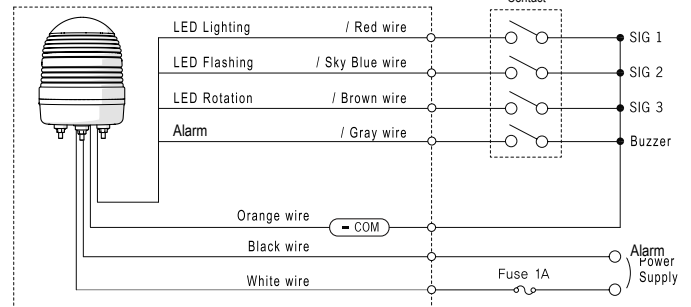 Contact
LED Lighting / Red wire SIG 1
LED Flashing / Sky Blue wire SIG 2
LED Rotation / Brown wire SIG 3
Alarm / Gray wire Buzzer
Orange wire - COM
Black wire Alarm
Power
Supply
White wire Fuse 1A